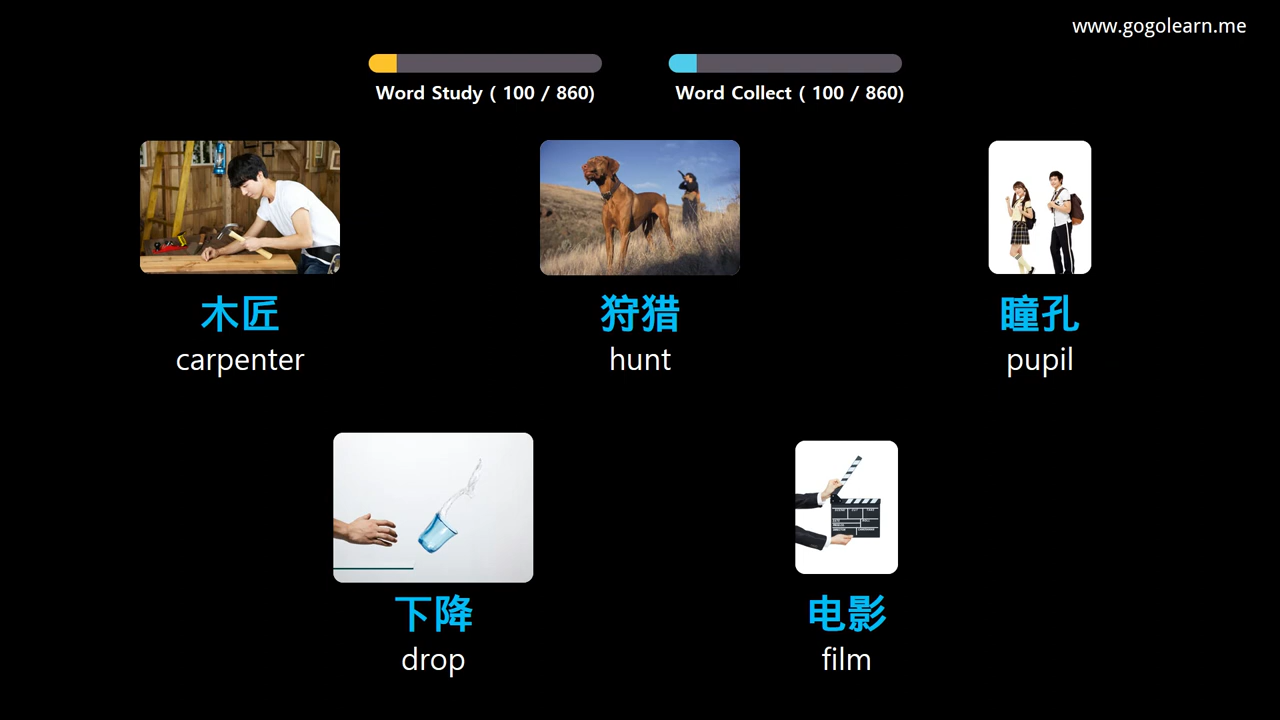 www.gogolearn.me
Word Study ( 100 / 860)
Word Collect ( 100 / 860)
木匠
carpenter
狩猎
hunt
瞳孔
pupil
下降
drop
电影
film